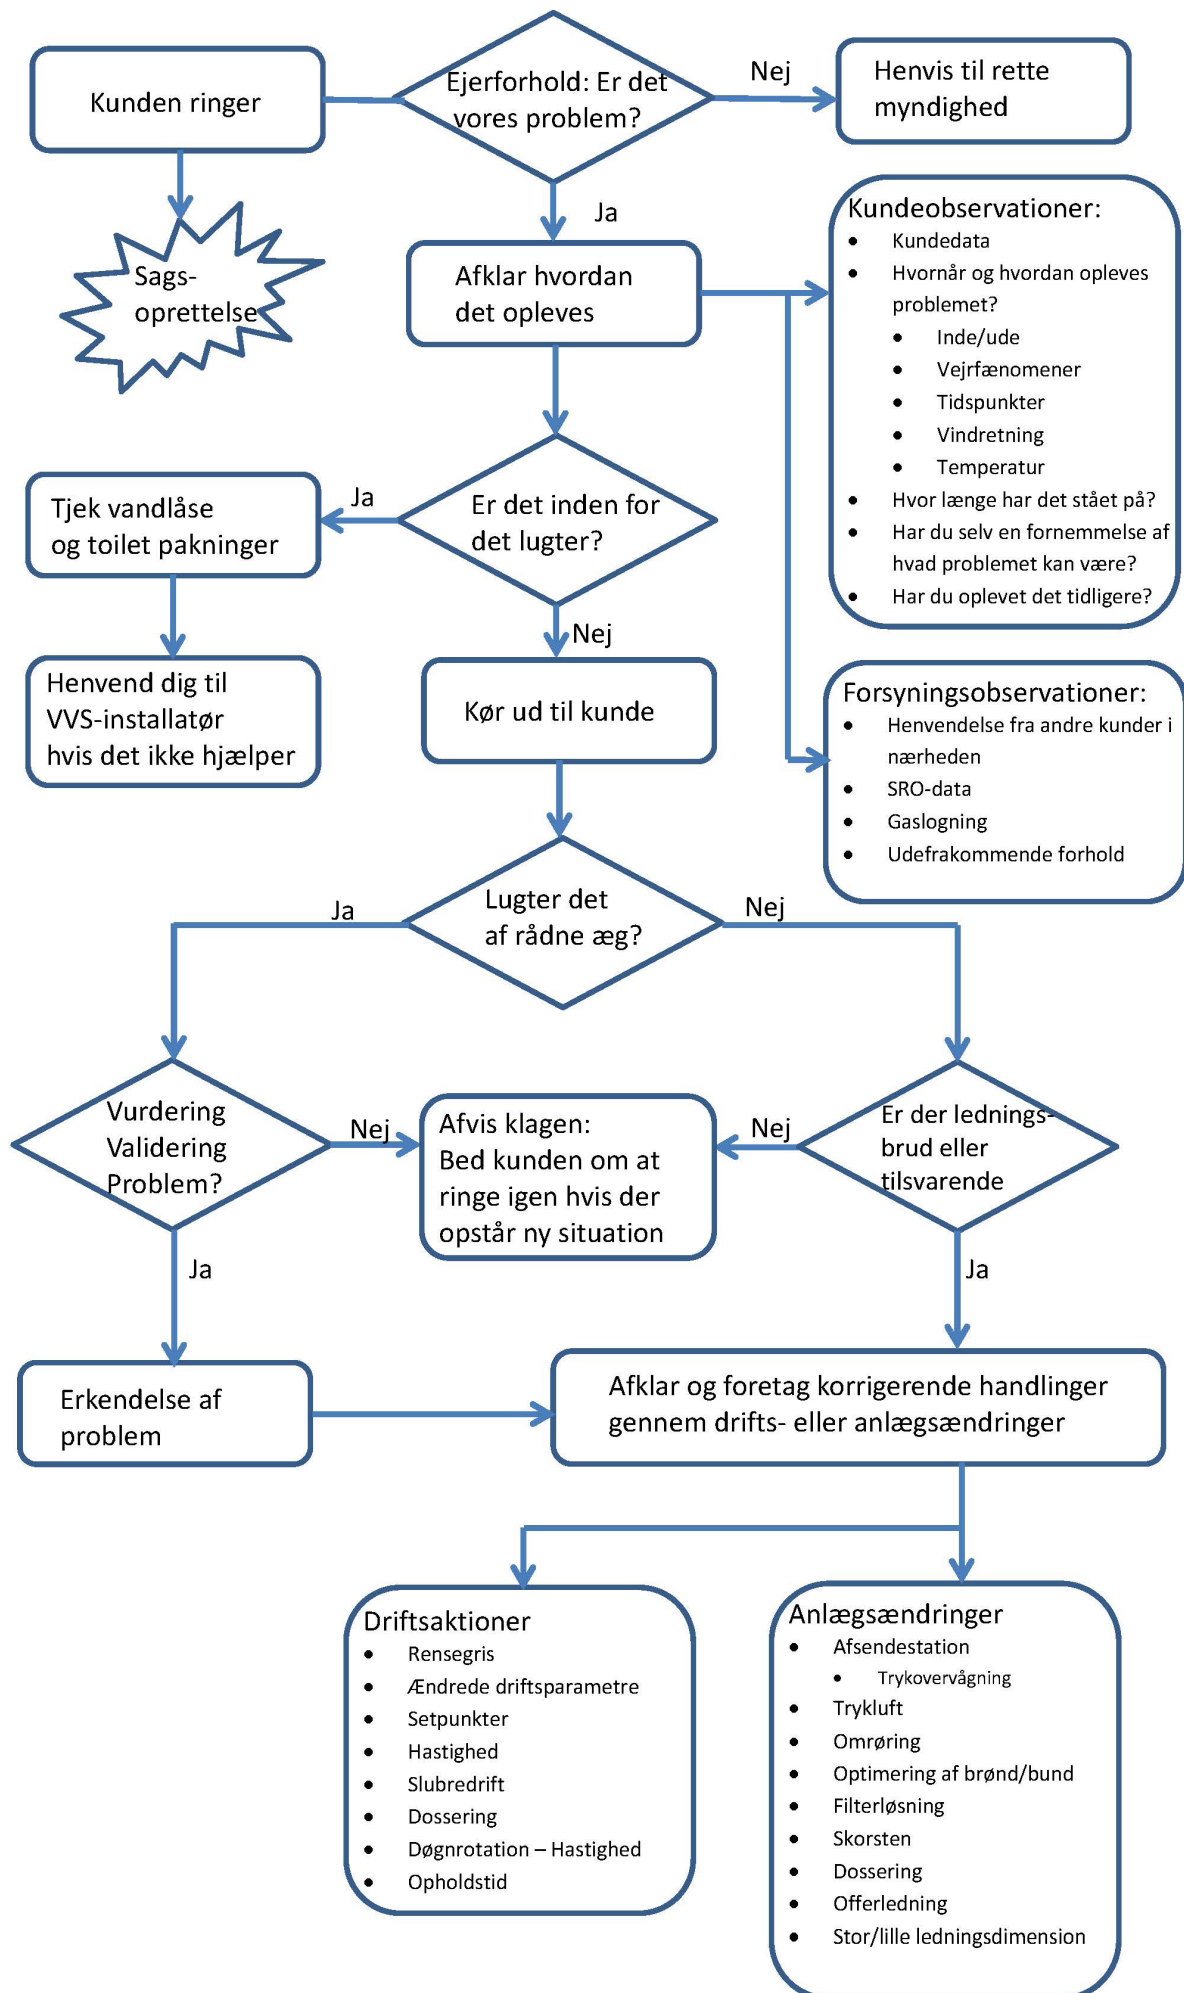 Kunden ringer
Ejerforhold: Er det
vores problem?
Nej
Henvis til rette
myndighed
Ja
Sags-
oprettelse
Afklar hvordan
det opleves
Kundeobservationer:
• Kundedata
• Hvornår og hvordan opleves
problemet?
• Inde/ude
• Vejrfænomener
• Tidspunkter
• Vindretning
• Temperatur
• Hvor længe har det stået på?
• Har du selv en fornemmelse af
hvad problemet kan være?
• Har du oplevet det tidligere?
Ja
Tjek vandlåse
og toilet pakninger
Er det inden for
det lugter?
Nej
Henvend dig til
VVS-installatør
hvis det ikke hjælper
Kør ud til kunde
Forsyningsobservationer:
• Henvendelse fra andre kunder i
nærheden
• SRO-data
• Gaslogning
• Udefrakommende forhold
Ja
Lugter det
af rådne æg?
Nej
Vurdering
Validering
Problem?
Nej
Afvis klagen:
Bed kunden om at
ringe igen hvis der
opstår ny situation
Nej
Er der lednings-
brud eller
tilsvarende
Ja
Ja
Erkendelse af
problem
Afklar og foretag korrigerende handlinger
gennem drifts- eller anlægsændringer
Driftsaktioner
• Rensegris
• Ændrede driftsparametre
• Setpunkter
• Hastighed
• Slubredrift
• Dossering
• Døgnrotation – Hastighed
• Opholdstid
Anlægsændringer
• Afsendestation
• Trykovervågning
• Trykluft
• Omrøring
• Optimering af brønd/bund
• Filterløsning
• Skorsten
• Dossering
• Offerledning
• Stor/lille ledningsdimension